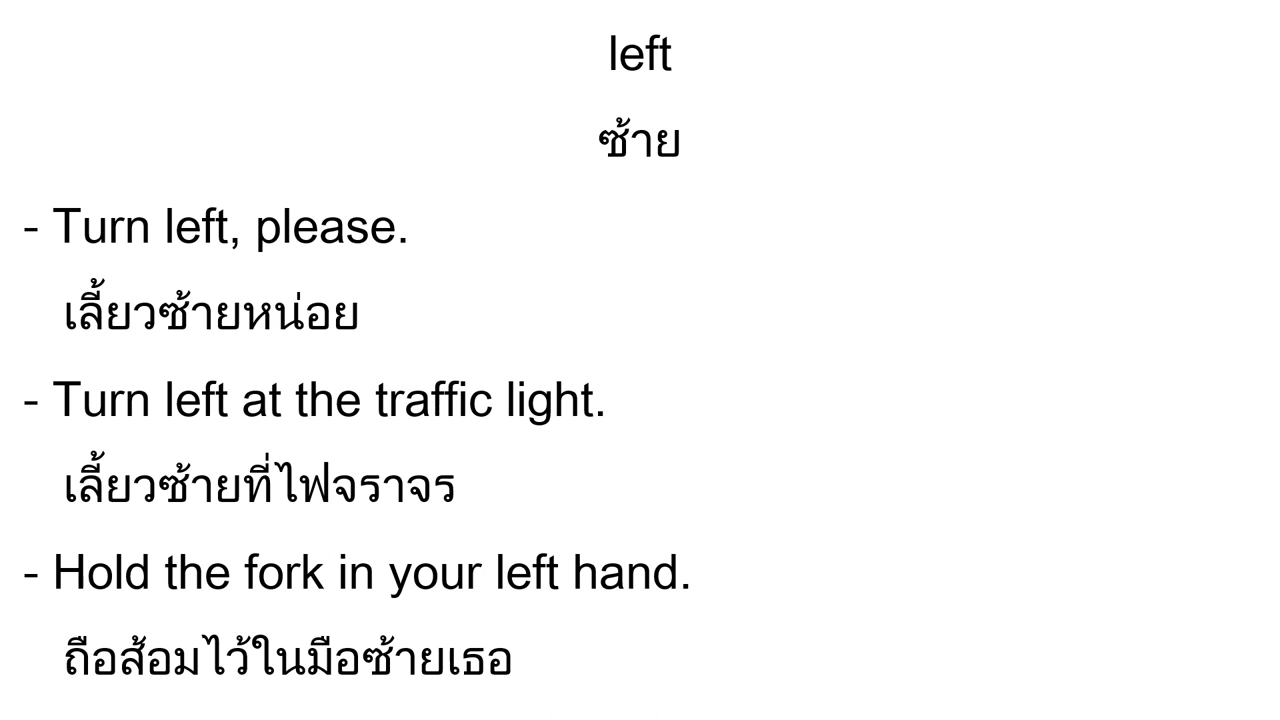 left
ซ้าย
- Turn left, please.
เลี้ยวซ้ายหน่อย
- Turn left at the traffic light.
เลี้ยวซ้ายที่ไฟจราจร
- Hold the fork in your left hand.
ถือส้อมไว้ในมือซ้ายเธอ